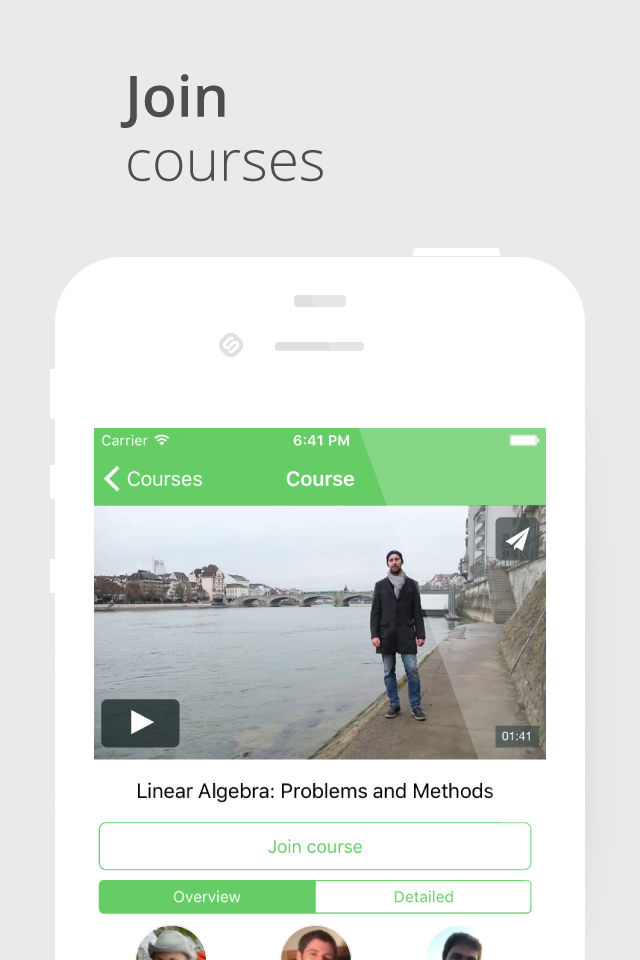 Join
courses
Carrier 6:41 PM
Courses Course
01:41
Linear Algebra: Problems and Methods
Join course
Overview Detailed